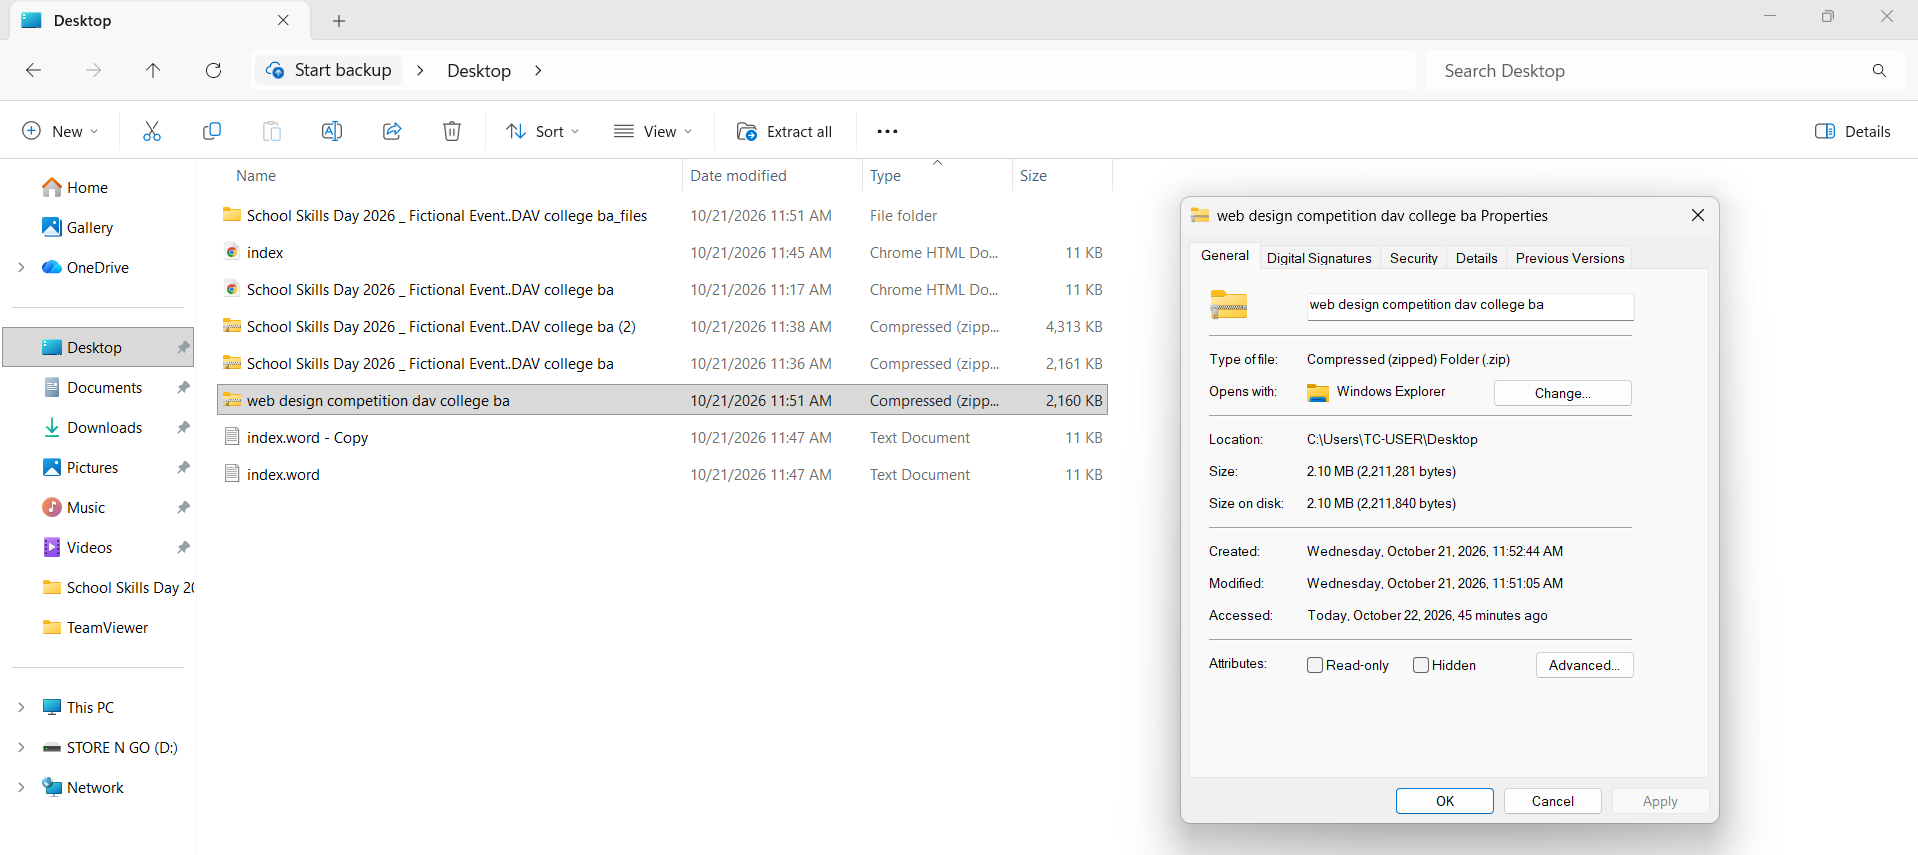 Desktop
Start backup > Desktop >
Search Desktop
New
Sort
View
Extract all
Details
Home
Gallery
OneDrive
Desktop
Documents
Downloads
Pictures
Music
Videos
School Skills Day 20
TeamViewer
This PC
STORE N GO (D:)
Network
Name Date modified Type Size
School Skills Day 2026 _ Fictional Event..DAV college ba_files 10/21/2026 11:51 AM File folder
index 10/21/2026 11:45 AM Chrome HTML Do... 11 KB
School Skills Day 2026 _ Fictional Event..DAV college ba 10/21/2026 11:17 AM Chrome HTML Do... 11 KB
School Skills Day 2026 _ Fictional Event..DAV college ba (2) 10/21/2026 11:38 AM Compressed (zipp... 4,313 KB
School Skills Day 2026 _ Fictional Event..DAV college ba 10/21/2026 11:36 AM Compressed (zipp... 2,161 KB
web design competition dav college ba 10/21/2026 11:51 AM Compressed (zipp... 2,160 KB
index.word - Copy 10/21/2026 11:47 AM Text Document 11 KB
index.word 10/21/2026 11:47 AM Text Document 11 KB
web design competition dav college ba Properties
General Digital Signatures Security Details Previous Versions
web design competition dav college ba
Type of file: Compressed (zipped) Folder (.zip)
Opens with: Windows Explorer Change...
Location: C:\Users\TC-USER\Desktop
Size: 2.10 MB (2,211,281 bytes)
Size on disk: 2.10 MB (2,211,840 bytes)
Created: Wednesday, October 21, 2026, 11:52:44 AM
Modified: Wednesday, October 21, 2026, 11:51:05 AM
Accessed: Today, October 22, 2026, 45 minutes ago
Attributes: Read-only Hidden Advanced...
OK Cancel Apply